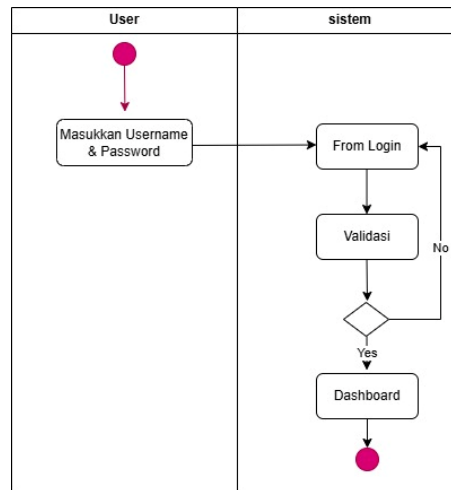 User
sistem
Masukkan Username
& Password
From Login
Validasi
No
Yes
Dashboard